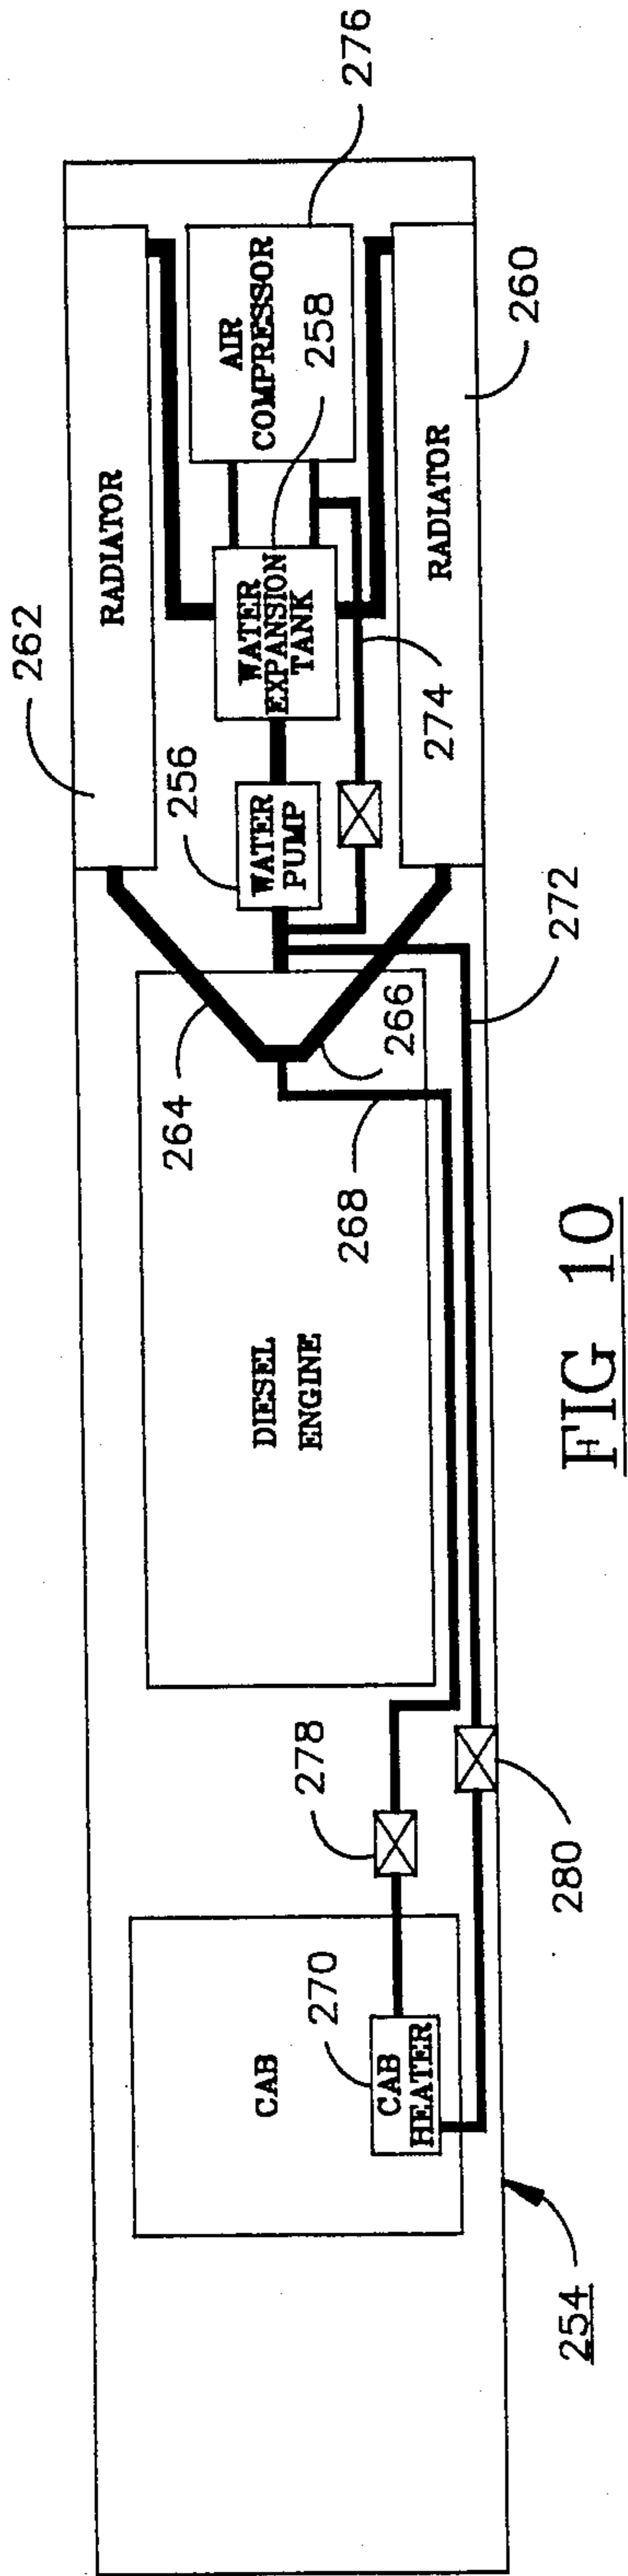 262
RADIATOR
276
AIR
COMPRESSOR
258
WATER
EXPANSION
TANK
256
WATER
PUMP
264
266
268
DIESEL
ENGINE
RADIATOR
260
274
272
278
280
CAB
270
CAB
HEATER
254
FIG 10